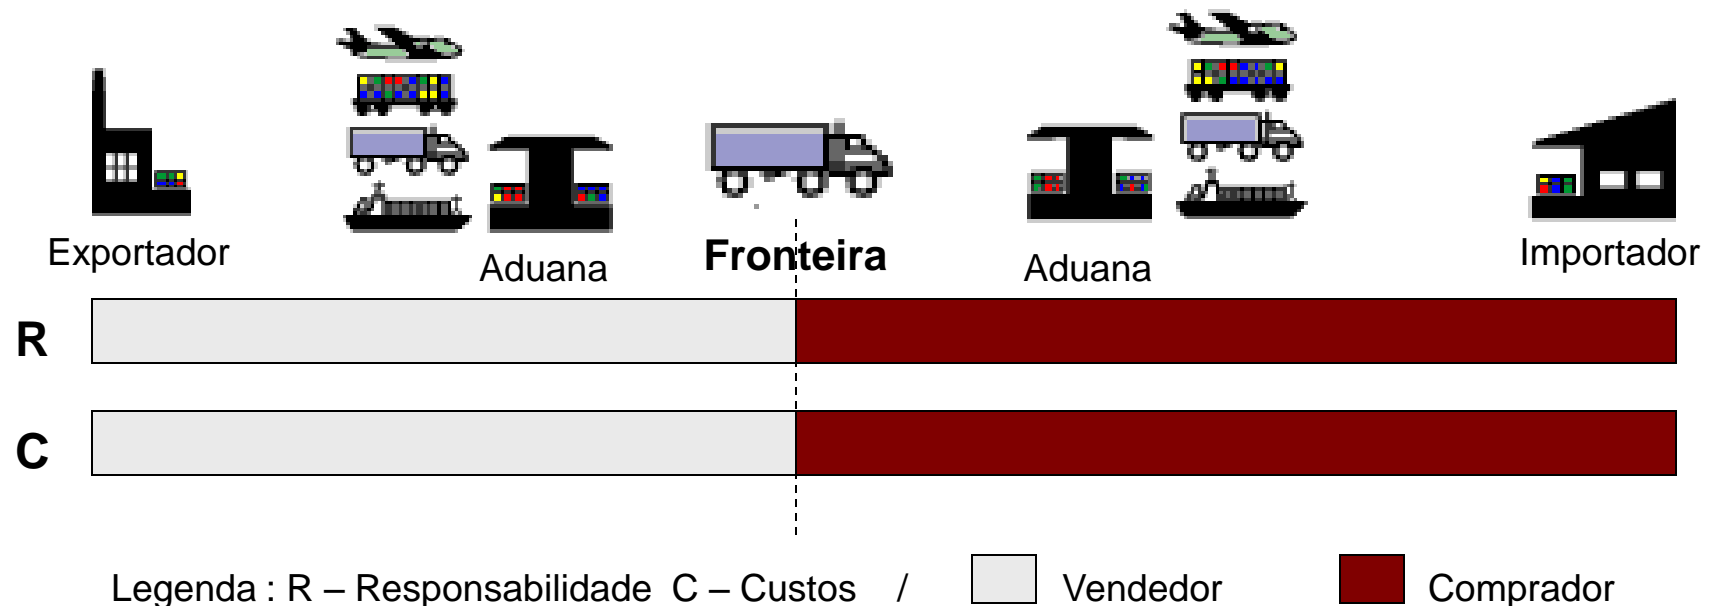 Exportador
Aduana
Fronteira
Aduana
Importador
R
C
Legenda : R – Responsabilidade C – Custos / Vendedor Comprador